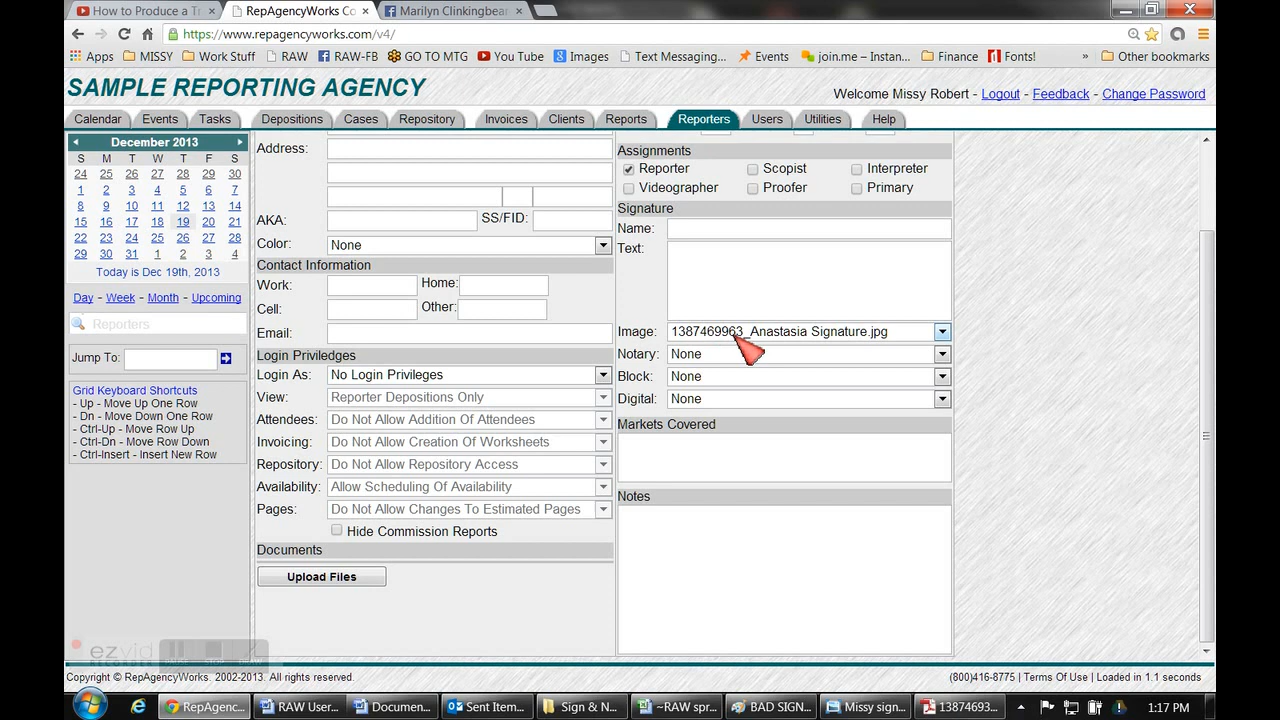 How to Produce a Tr
RepAgencyWorks Co
Marilyn Clinkingbear
https://www.repagencyworks.com/v4/
Apps MISSY Work Stuff RAW RAW-FB GO TO MTG You Tube Images Text Messaging... Events join.me – Instan... Finance Fonts! » Other bookmarks
SAMPLE REPORTING AGENCY
Welcome Missy Robert - Logout - Feedback - Change Password
Calendar Events Tasks Depositions Cases Repository Invoices Clients Reports Reporters Users Utilities Help
December 2013
S M T W T F S
24 25 26 27 28 29 30
1 2 3 4 5 6 7
8 9 10 11 12 13 14
15 16 17 18 19 20 21
22 23 24 25 26 27 28
29 30 31 1 2 3 4
Today is Dec 19th, 2013
Day - Week - Month - Upcoming
Reporters
Jump To:
Grid Keyboard Shortcuts
- Up - Move Up One Row
- Dn - Move Down One Row
- Ctrl-Up - Move Row Up
- Ctrl-Dn - Move Row Down
- Ctrl-Insert - Insert New Row
Address:
AKA: SS/FID:
Color: None
Contact Information
Work: Home:
Cell: Other:
Email:
Login Priviledges
Login As: No Login Privileges
View: Reporter Depositions Only
Attendees: Do Not Allow Addition Of Attendees
Invoicing: Do Not Allow Creation Of Worksheets
Repository: Do Not Allow Repository Access
Availability: Allow Scheduling Of Availability
Pages: Do Not Allow Changes To Estimated Pages
Hide Commission Reports
Documents
Upload Files
Assignments
Reporter Scopist Interpreter
Videographer Proofer Primary
Signature
Name:
Text:
Image: 1387469963_Anastasia Signature.jpg
Notary: None
Block: None
Digital: None
Markets Covered
Notes
ezvid
Copyright © RepAgencyWorks. 2002-2013. All rights reserved.
(800)416-8775 | Terms Of Use | Loaded in 1.1 seconds
RepAgenc... RAW User... Documen... Sent Item... Sign & N... ~RAW spr... BAD SIGN... Missy sign... 13874693... 1:17 PM